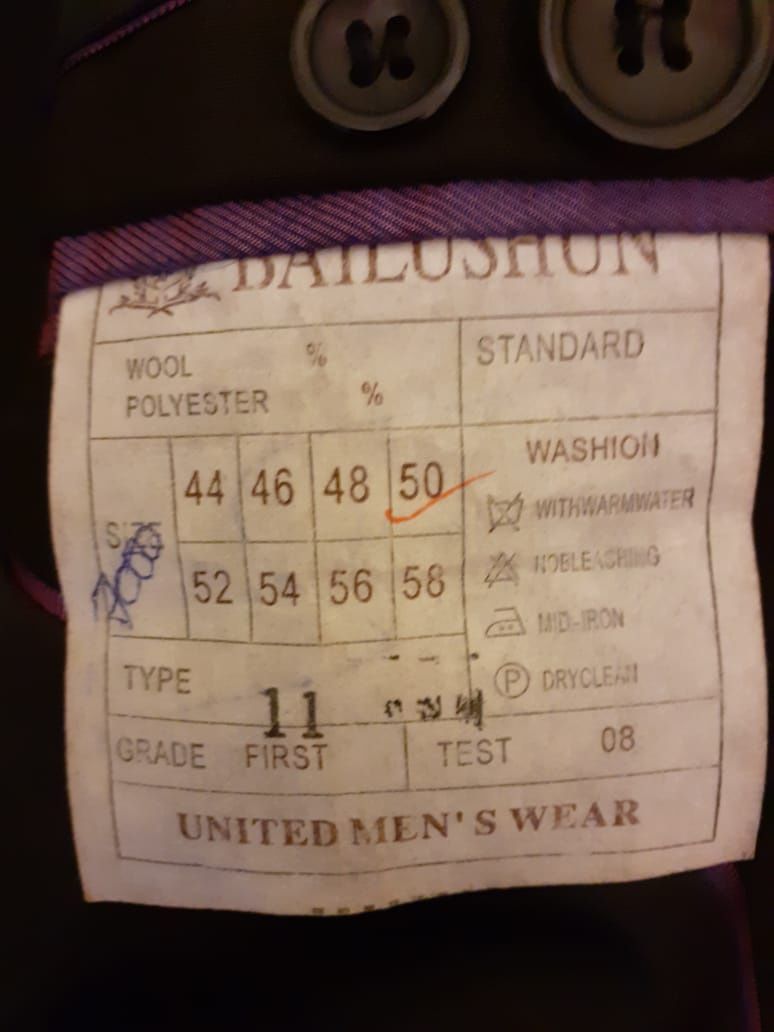 BAILUSHUN
WOOL %
POLYESTER %
STANDARD
SIZE
44 46 48 50
52 54 56 58
WASHION
WITHWARMWATER
NOBLEACHING
MID-IRON
P DRYCLEAN
TYPE 11
GRADE FIRST
TEST 08
UNITED MEN'S WEAR